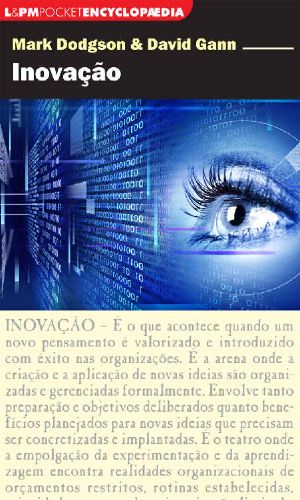 L&PMPOCKETENCYCLOPÆDIA
Mark Dodgson & David Gann
Inovação
INOVAÇÃO – É o que acontece quando um
novo pensamento é valorizado e introduzido
com êxito nas organizações. É a arena onde a
criação e a aplicação de novas ideias são organi-
zadas e gerenciadas formalmente. Envolve tanto
preparação e objetivos deliberados quanto bene-
fícios planejados para novas ideias que precisam
ser concretizadas e implantadas. É o teatro onde
a empolgação da experimentação e da aprendi-
zagem encontra realidades organizacionais de
orçamentos restritos, rotinas estabelecidas,